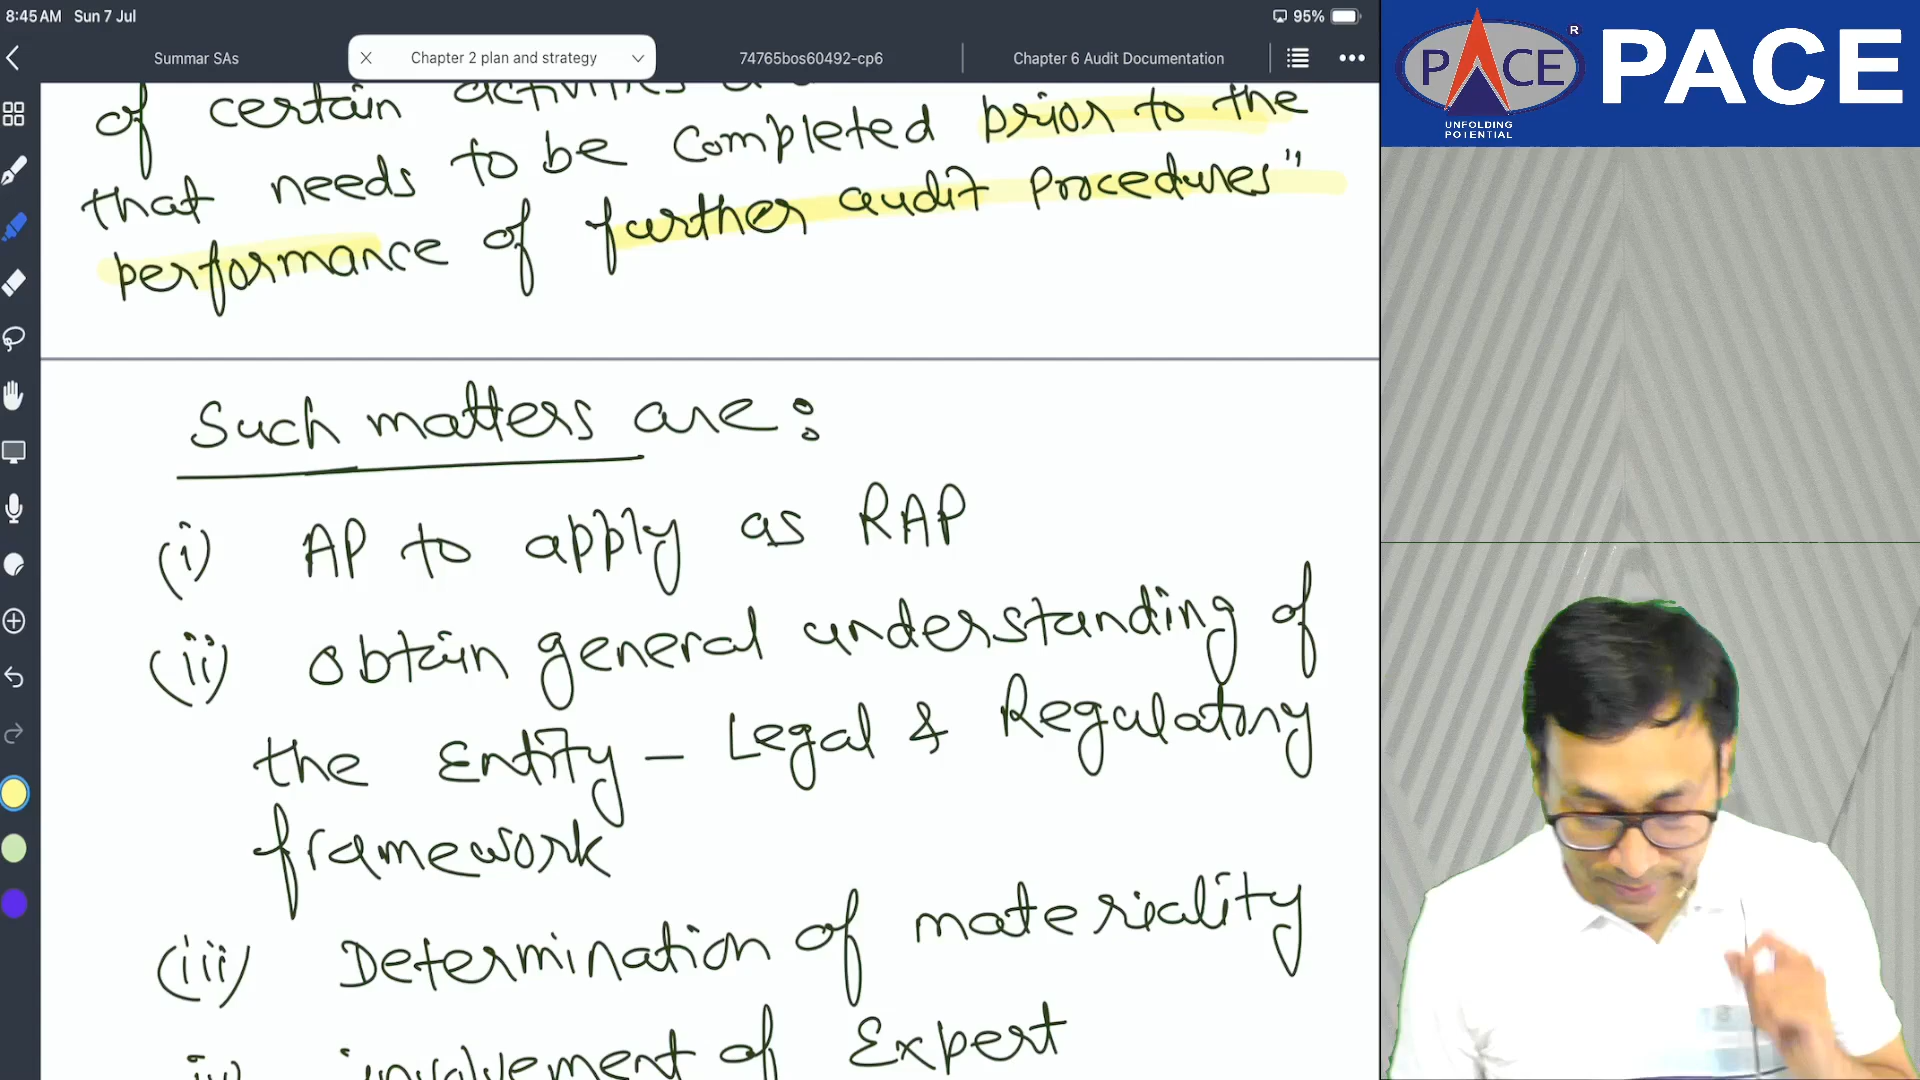 8:45 AM Sun 7 Jul
95%
Summar SAs
Chapter 2 plan and strategy
74765bos60492-cp6
Chapter 6 Audit Documentation
PACE
UNFOLDING
POTENTIAL
®
PACE
of certain activities
that needs to be completed prior to the
performance of further audit procedures"
Such matters are:
(i) AP to apply as RAP
(ii) Obtain general understanding of
the Entity – Legal & Regulatory
framework
(iii) Determination of materiality
iv) involvement of Expert